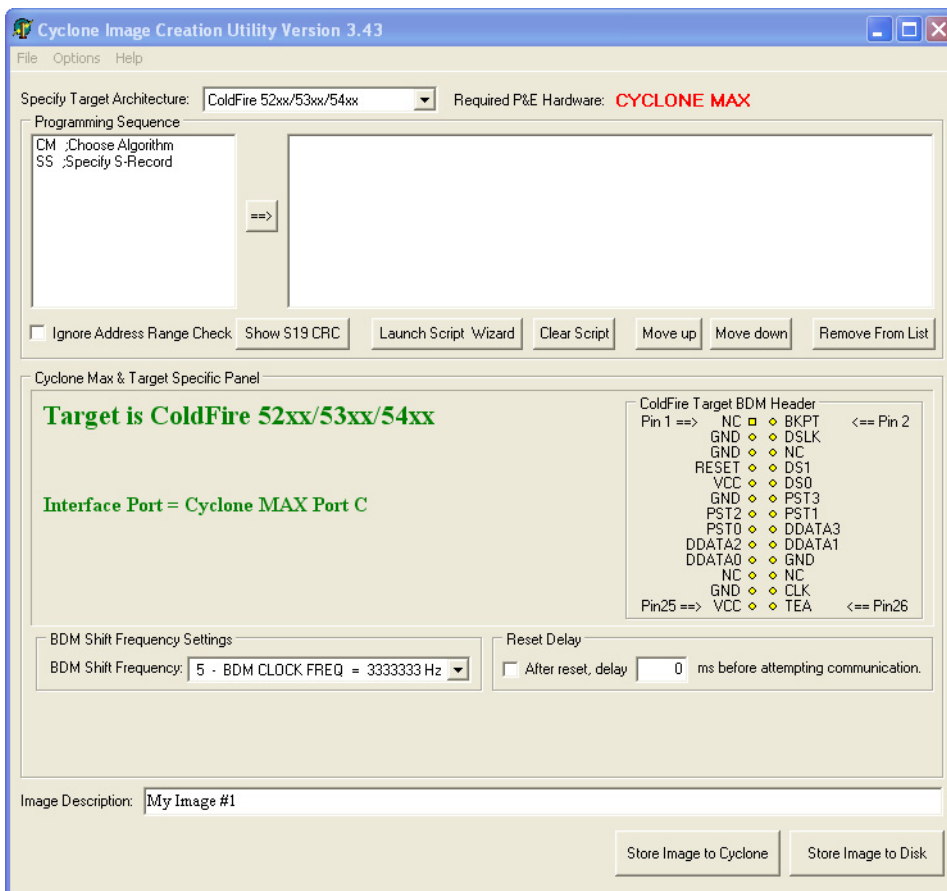 Cyclone Image Creation Utility Version 3.43
File Options Help
Specify Target Architecture: ColdFire 52xx/53xx/54xx Required P&E Hardware: CYCLONE MAX
Programming Sequence
CM ;Choose Algorithm
SS ;Specify S-Record
==>
Ignore Address Range Check Show S19 CRC Launch Script Wizard Clear Script Move up Move down Remove From List
Cyclone Max & Target Specific Panel
Target is ColdFire 52xx/53xx/54xx
Interface Port = Cyclone MAX Port C
ColdFire Target BDM Header
Pin 1 ==> NC BKPT <== Pin 2
GND DSLK
GND NC
RESET DS1
VCC DS0
GND PST3
PST2 PST1
PST0 DDATA3
DDATA2 DDATA1
DDATA0 GND
NC NC
GND CLK
Pin25 ==> VCC TEA <== Pin26
BDM Shift Frequency Settings
BDM Shift Frequency: 5 - BDM CLOCK FREQ = 3333333 Hz
Reset Delay
After reset, delay 0 ms before attempting communication.
Image Description: My Image #1
Store Image to Cyclone Store Image to Disk